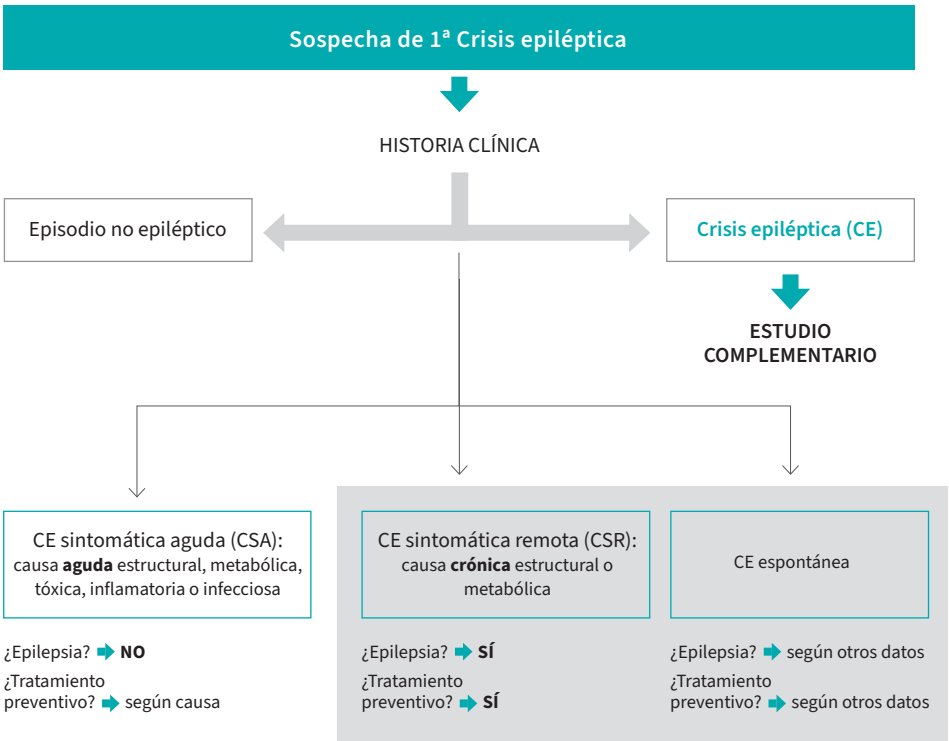 Sospecha de 1ª Crisis epiléptica
HISTORIA CLÍNICA
Episodio no epiléptico
Crisis epiléptica (CE)
ESTUDIO
COMPLEMENTARIO
CE sintomática aguda (CSA):
causa aguda estructural, metabólica,
tóxica, inflamatoria o infecciosa
¿Epilepsia? NO
¿Tratamiento
preventivo? según causa
CE sintomática remota (CSR):
causa crónica estructural o
metabólica
¿Epilepsia? SÍ
¿Tratamiento
preventivo? SÍ
CE espontánea
¿Epilepsia? según otros datos
¿Tratamiento
preventivo? según otros datos